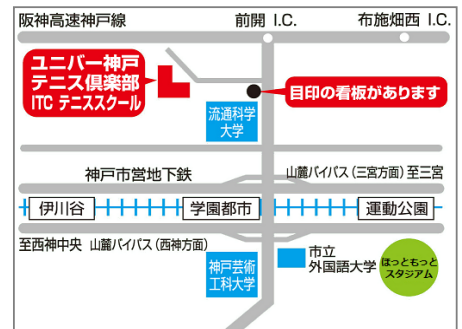 阪神高速神戸線
前開 I.C.
布施畑西 I.C.
ユニバー神戸
テニス倶楽部
ITC テニススクール
目印の看板があります
流通科学
大学
神戸市営地下鉄
山麓バイパス（三宮方面）至三宮
伊川谷
学園都市
運動公園
至西神中央 山麓バイパス（西神方面）
神戸芸術
工科大学
市立
外国語大学
ほっともっと
スタジアム